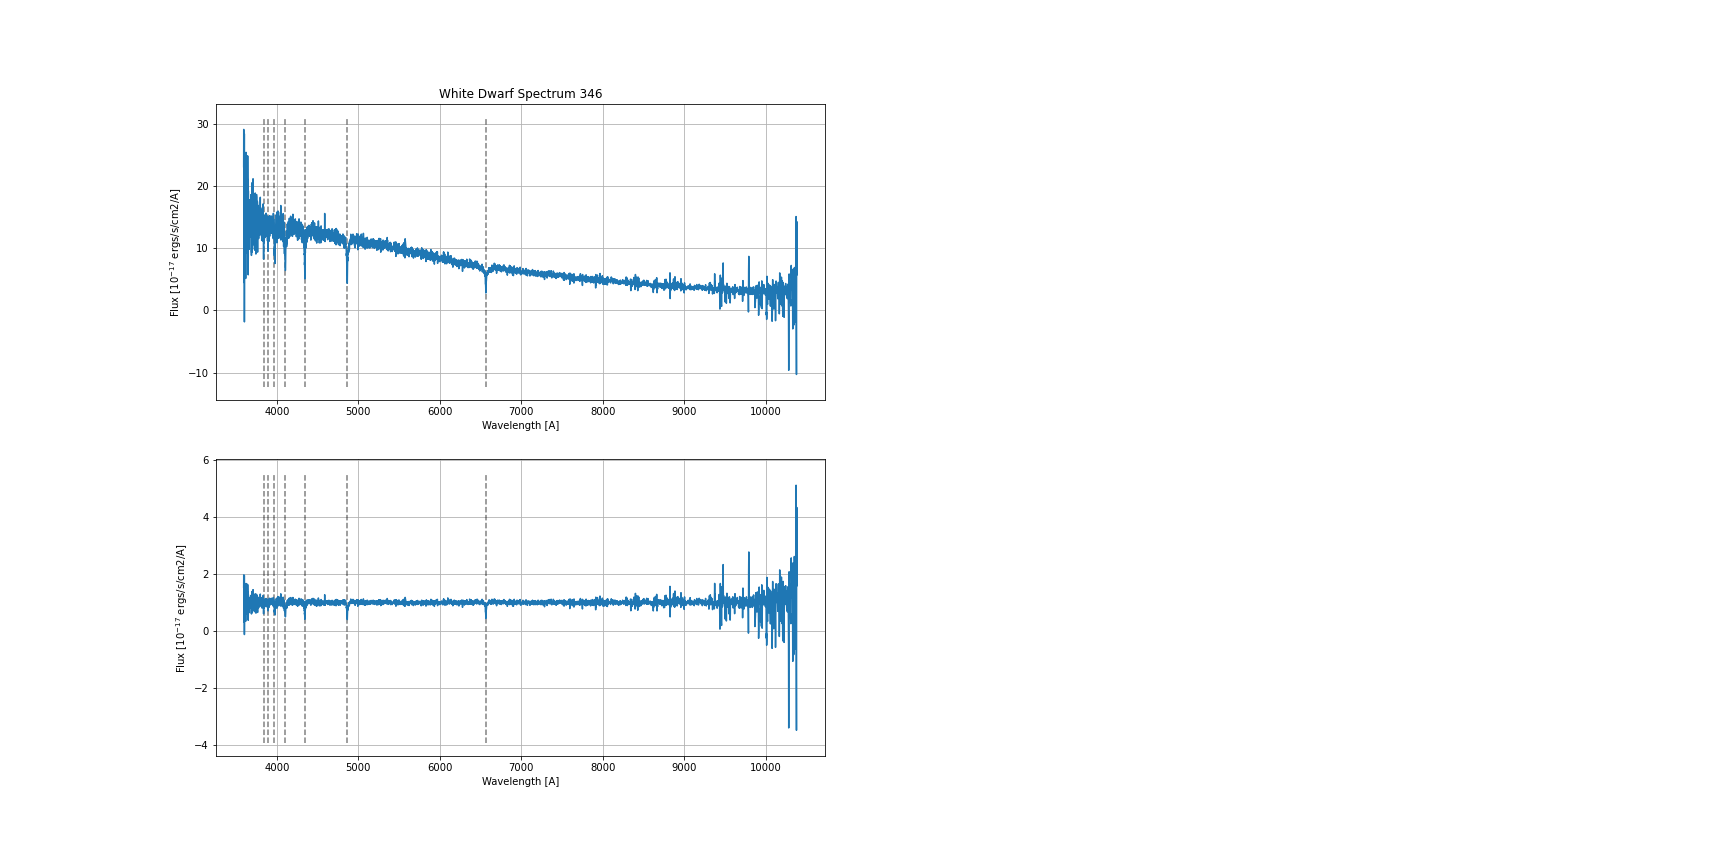 White Dwarf Spectrum 346
30
20
10
0
−10
Flux [10⁻¹⁷ ergs/s/cm2/A]
4000 5000 6000 7000 8000 9000 10000
Wavelength [A]
6
4
2
0
−2
−4
Flux [10⁻¹⁷ ergs/s/cm2/A]
4000 5000 6000 7000 8000 9000 10000
Wavelength [A]